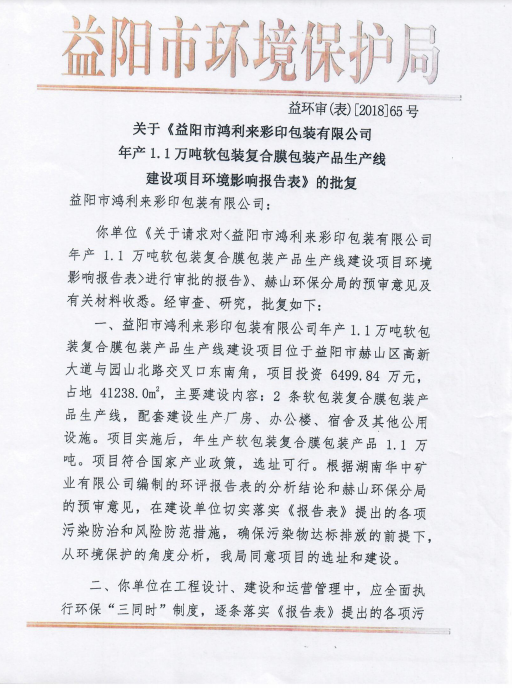 益阳市环境保护局
益环审(表)[2018]65号
关于《益阳市鸿利来彩印包装有限公司
年产1.1万吨软包装复合膜包装产品生产线
建设项目环境影响报告表》的批复
益阳市鸿利来彩印包装有限公司：
你单位《关于请求对<益阳市鸿利来彩印包装有限公司
年产 1.1 万吨软包装复合膜包装产品生产线建设项目环境
影响报告表>进行审批的报告》、赫山环保分局的预审意见及
有关材料收悉。经审查、研究，批复如下：
一、益阳市鸿利来彩印包装有限公司年产1.1万吨软包
装复合膜包装产品生产线建设项目位于益阳市赫山区高新
大道与园山北路交叉口东南角，项目投资 6499.84 万元，
占地 41238.0m²，主要建设内容：2 条软包装复合膜包装产
品生产线，配套建设生产厂房、办公楼、宿舍及其他公用
设施。项目实施后，年生产软包装复合膜包装产品 1.1 万
吨。项目符合国家产业政策，选址可行。根据湖南华中矿
业有限公司编制的环评报告表的分析结论和赫山环保分局
的预审意见，在建设单位切实落实《报告表》提出的各项
污染防治和风险防范措施，确保污染物达标排放的前提下，
从环境保护的角度分析，我局同意项目的选址和建设。
二、你单位在工程设计、建设和运营管理中，应全面执
行环保“三同时”制度，逐条落实《报告表》提出的各项污